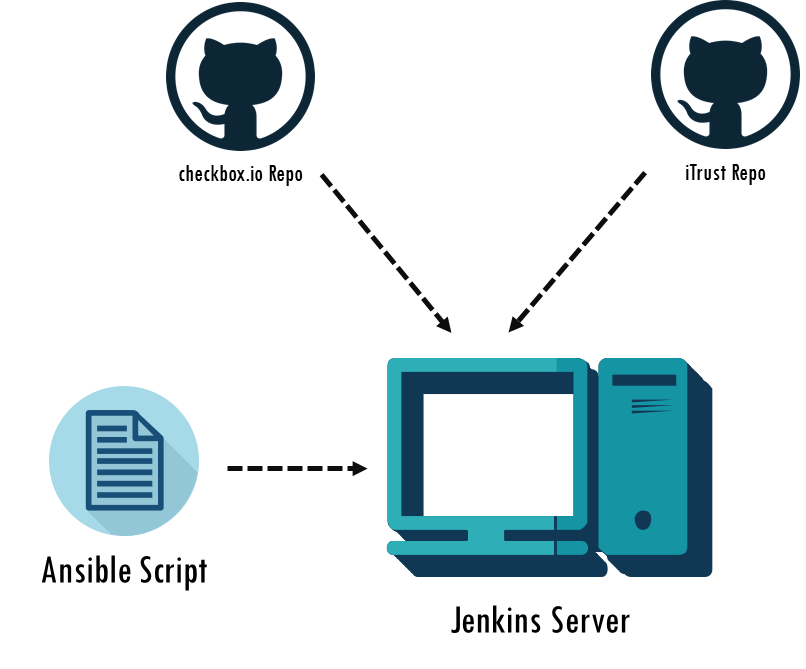 checkbox.io Repo
iTrust Repo
Ansible Script
Jenkins Server